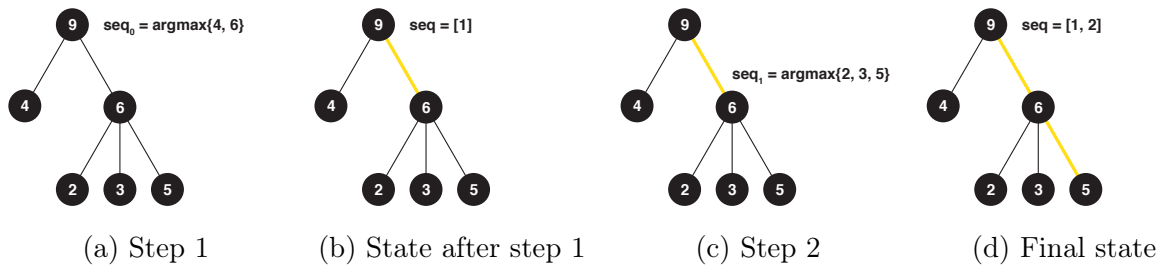 9 seq0 = argmax{4, 6}
4 6
2 3 5
(a) Step 1
9 seq = [1]
4 6
2 3 5
(b) State after step 1
9
seq1 = argmax{2, 3, 5}
4 6
2 3 5
(c) Step 2
9 seq = [1, 2]
4 6
2 3 5
(d) Final state